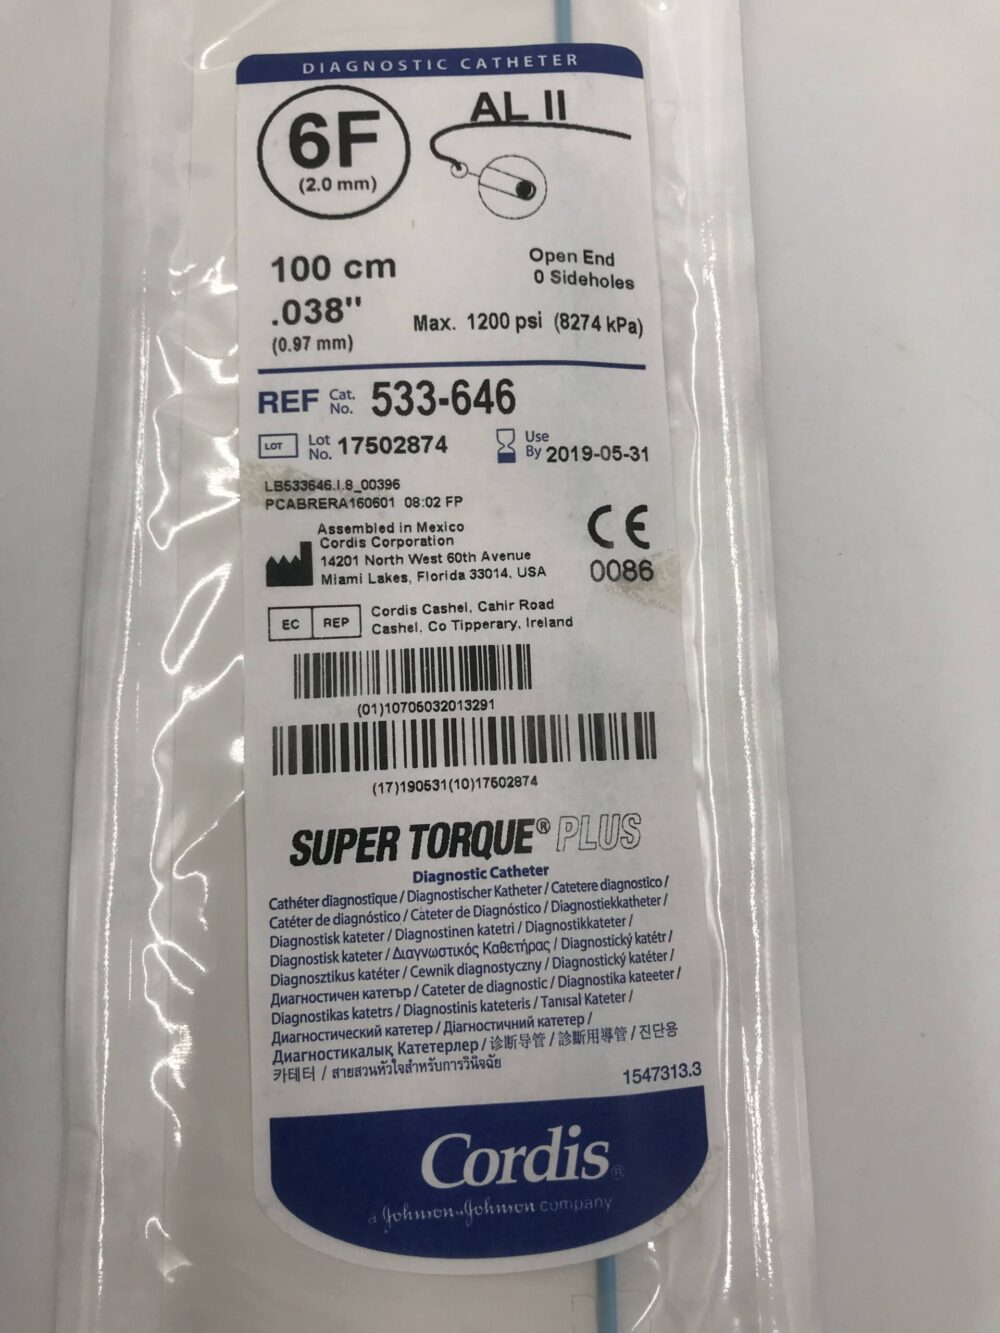 DIAGNOSTIC CATHETER
6F
(2.0 mm)
AL II
100 cm
.038"
(0.97 mm)
Open End
0 Sideholes
Max. 1200 psi (8274 kPa)
REF Cat. No. 533-646
LOT Lot No. 17502874
Use By 2019-05-31
LB533646.I.8_00396
PCABRERA160601 08:02 FP
Assembled in Mexico
Cordis Corporation
14201 North West 60th Avenue
Miami Lakes, Florida 33014, USA
CE
0086
EC REP
Cordis Cashel, Cahir Road
Cashel, Co Tipperary, Ireland
(01)10705032013291
(17)190531(10)17502874
SUPER TORQUE® PLUS
Diagnostic Catheter
Cathéter diagnostique / Diagnostischer Katheter / Catetere diagnostico /
Catéter de diagnóstico / Cateter de Diagnóstico / Diagnostiekkatheter /
Diagnostisk kateter / Diagnostinen katetri / Diagnostikkateter /
Diagnostisk kateter / Διαγνωστικός Καθετήρας / Diagnostický katétr /
Diagnosztikus katéter / Cewnik diagnostyczny / Diagnostický katéter /
Диагностичен катетър / Cateter de diagnostic / Diagnostika kateeter /
Diagnostikas katetrs / Diagnostinis kateteris / Tanısal Kateter /
Диагностический катетер / Діагностичний катетер /
Диагностикалық Катетерлер / 诊断导管 / 診斷用導管 / 진단용
카테터 / สายสวนหัวใจสำหรับการวินิจฉัย
1547313.3
Cordis®
a Johnson & Johnson company